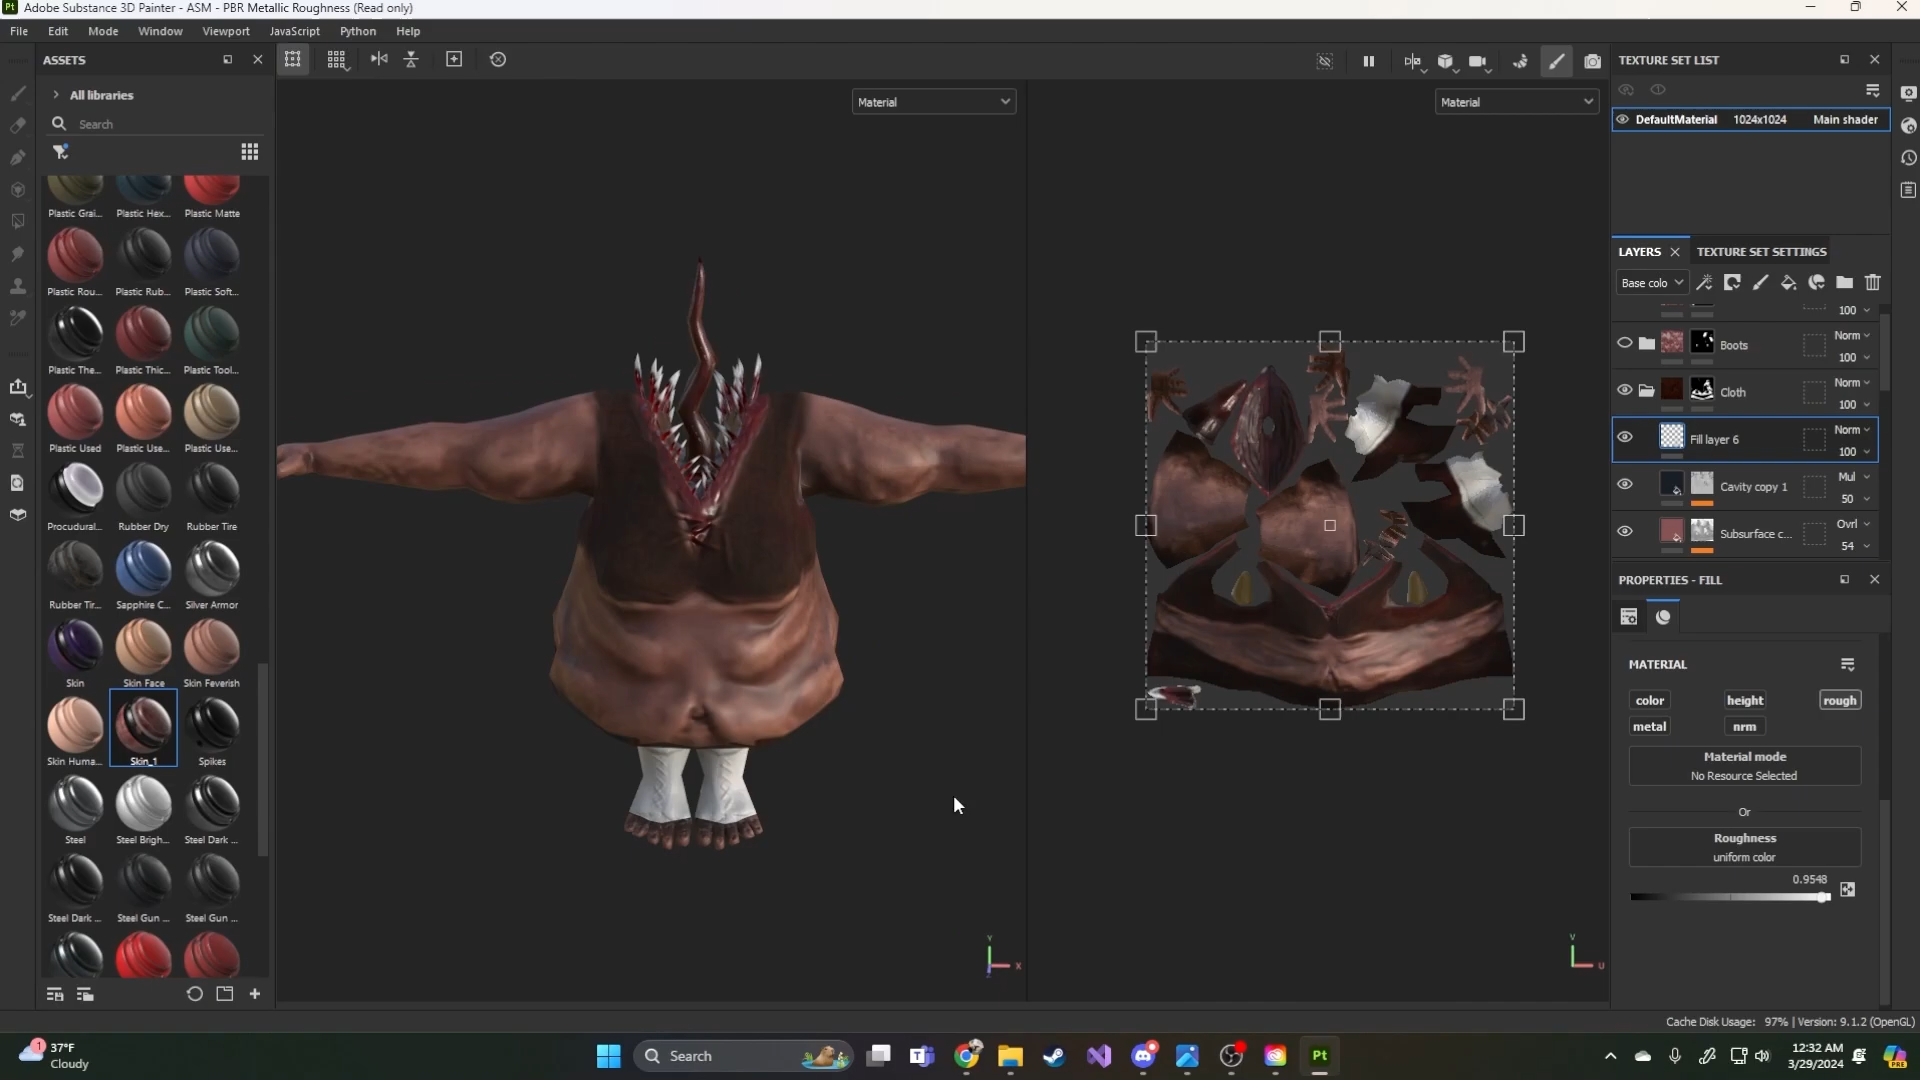 Adobe Substance 3D Painter - ASM - PBR Metallic Roughness (Read only)
File Edit Mode Window Viewport JavaScript Python Help
ASSETS
All libraries
Search
Plastic Grai... Plastic Hex... Plastic Matte
Plastic Rou... Plastic Rub... Plastic Soft...
Plastic The... Plastic Thic... Plastic Tool...
Plastic Used Plastic Use... Plastic Use...
Procudural... Rubber Dry Rubber Tire
Rubber Tir... Sapphire C... Silver Armor
Skin Skin Face Skin Feverish
Skin Huma... Skin_1 Spikes
Steel Steel Brigh... Steel Dark ...
Steel Dark ... Steel Gun ... Steel Gun ...
Material
Y
X
Z
Material
V
U
TEXTURE SET LIST
DefaultMaterial 1024x1024 Main shader
LAYERS TEXTURE SET SETTINGS
Base colo
100
Boots Norm
100
Cloth Norm
100
Fill layer 6 Norm
100
Cavity copy 1 Mul
50
Subsurface c... Ovrl
54
PROPERTIES - FILL
MATERIAL
color height rough
metal nrm
Material mode
No Resource Selected
Or
Roughness
uniform color
0.9548
Cache Disk Usage: 97% | Version: 9.1.2 (OpenGL)
1
37°F
Cloudy
Search
Pt
12:32 AM
3/29/2024
PRE